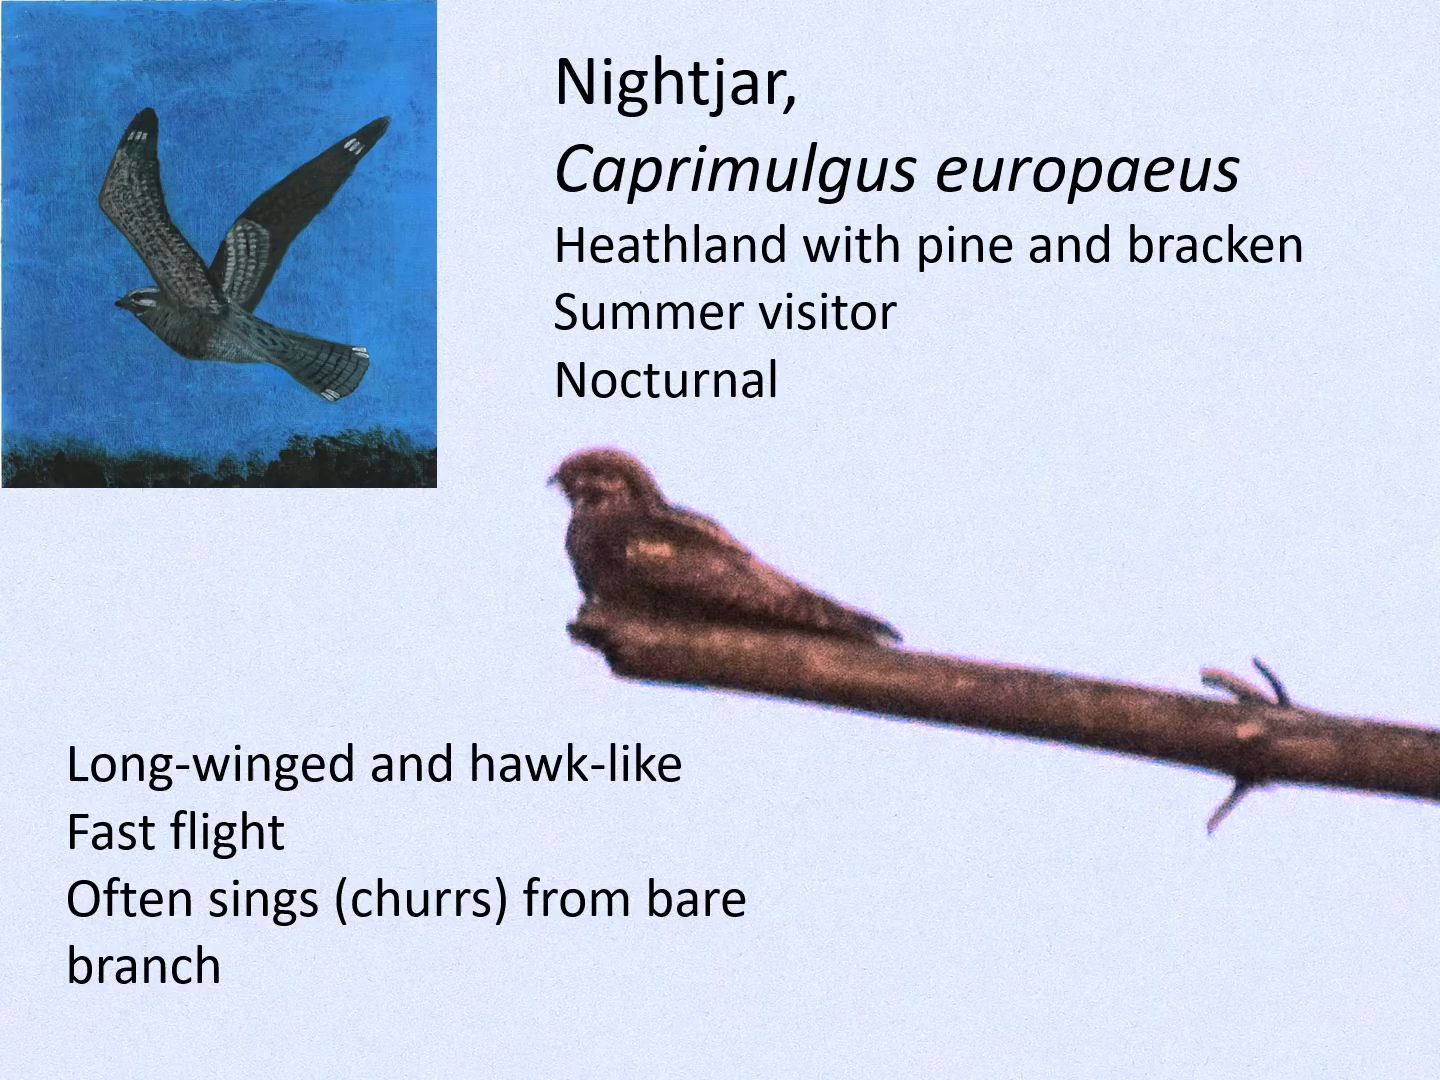 Nightjar,
Caprimulgus europaeus
Heathland with pine and bracken
Summer visitor
Nocturnal
Long-winged and hawk-like
Fast flight
Often sings (churrs) from bare
branch